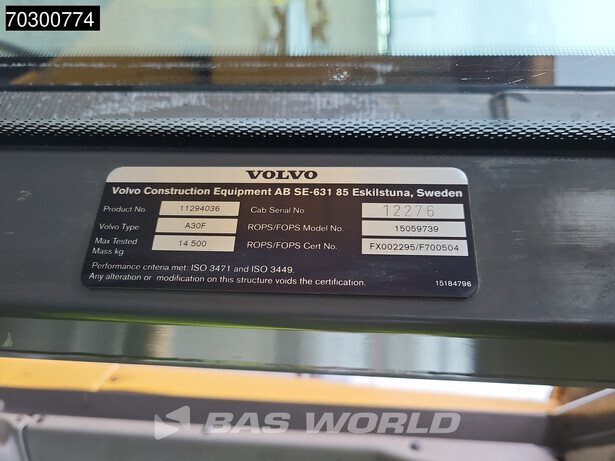 70300774
VOLVO
Volvo Construction Equipment AB SE-631 85 Eskilstuna, Sweden
Product No. 11294036 Cab Serial No. 12276
Volvo Type A30F ROPS/FOPS Model No. 15059739
Max Tested Mass kg 14 500 ROPS/FOPS Cert No. FX002295/F700504
Performance criteria met: ISO 3471 and ISO 3449.
Any alteration or modification on this structure voids the certification. 15184796
BAS WORLD